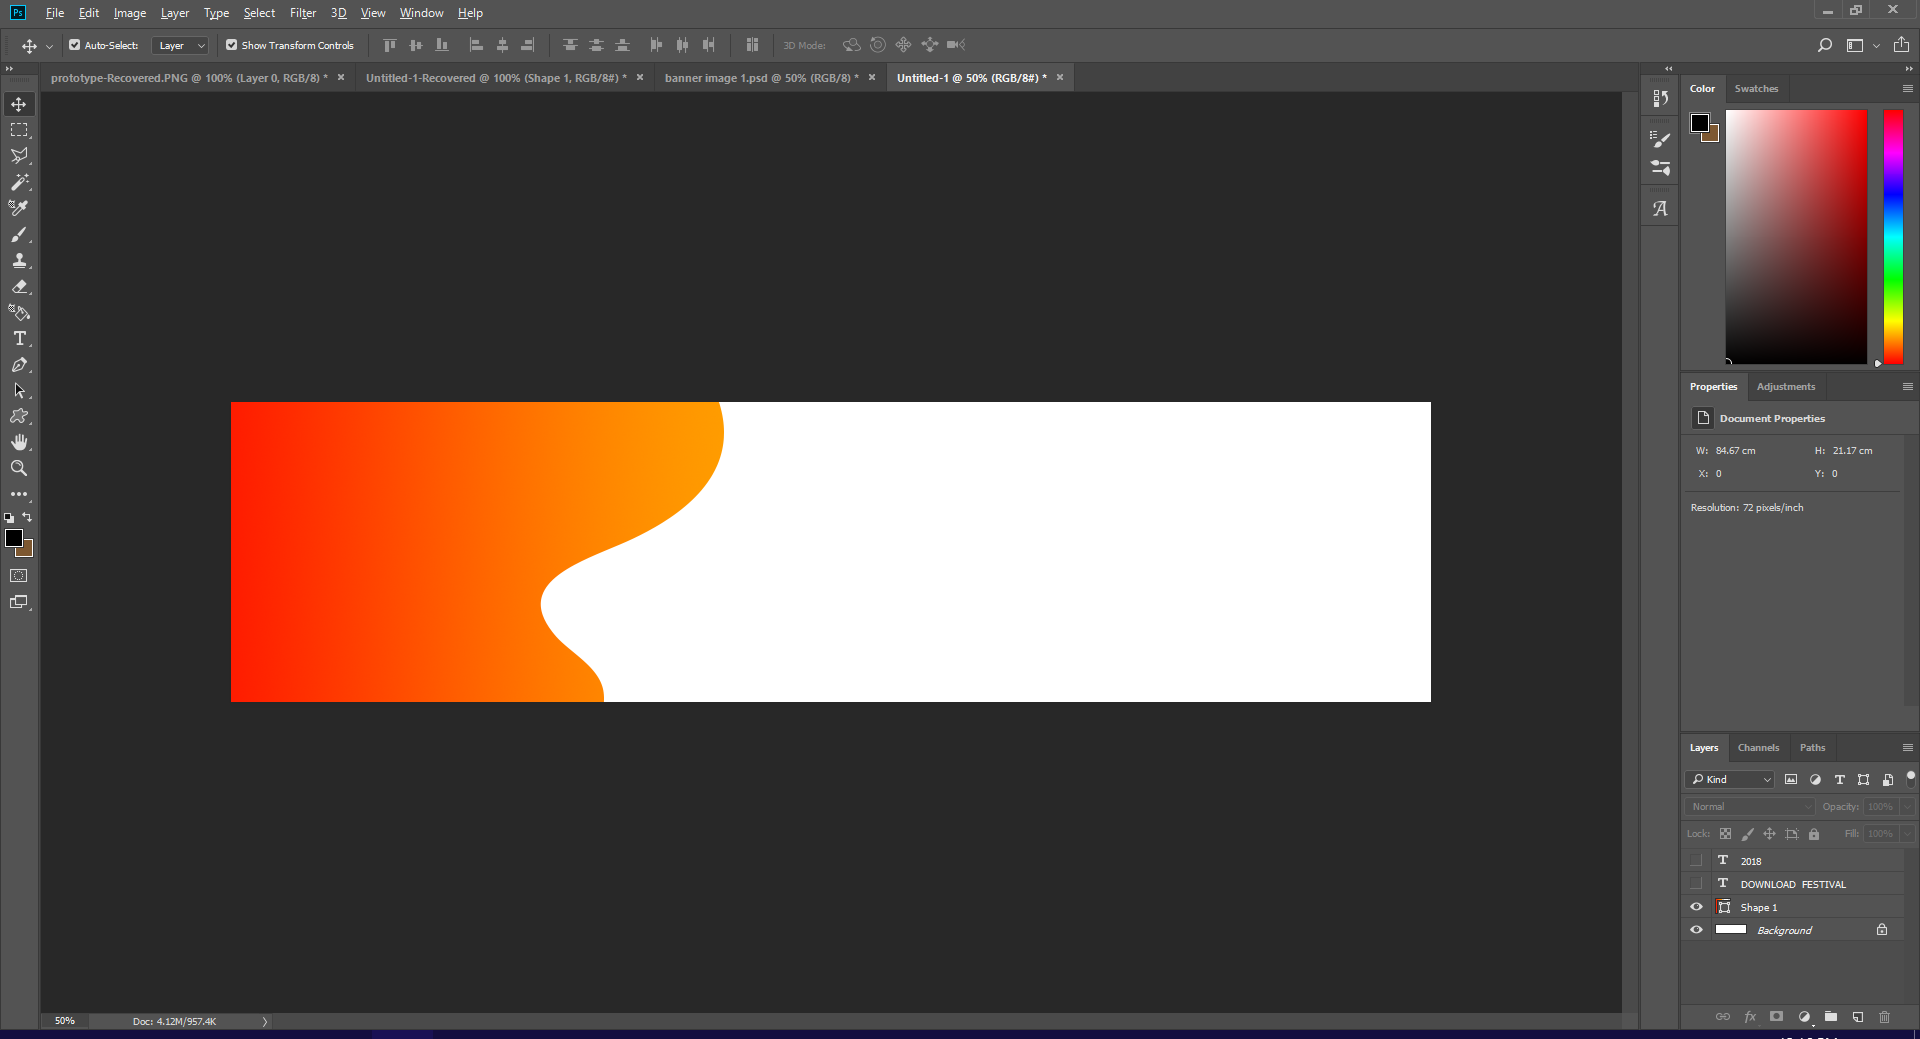 Ps File Edit Image Layer Type Select Filter 3D View Window Help
Auto-Select: Layer Show Transform Controls 3D Mode:
prototype-Recovered.PNG @ 100% (Layer 0, RGB/8) * × Untitled-1-Recovered @ 100% (Shape 1, RGB/8#) * × banner image 1.psd @ 50% (RGB/8) * × Untitled-1 @ 50% (RGB/8#) * ×
Color Swatches
Properties Adjustments
Document Properties
W: 84.67 cm H: 21.17 cm
X: 0 Y: 0
Resolution: 72 pixels/inch
Layers Channels Paths
Kind
Normal Opacity: 100%
Lock: Fill: 100%
2018
DOWNLOAD FESTIVAL
Shape 1
Background
fx
50% Doc: 4.12M/957.4K